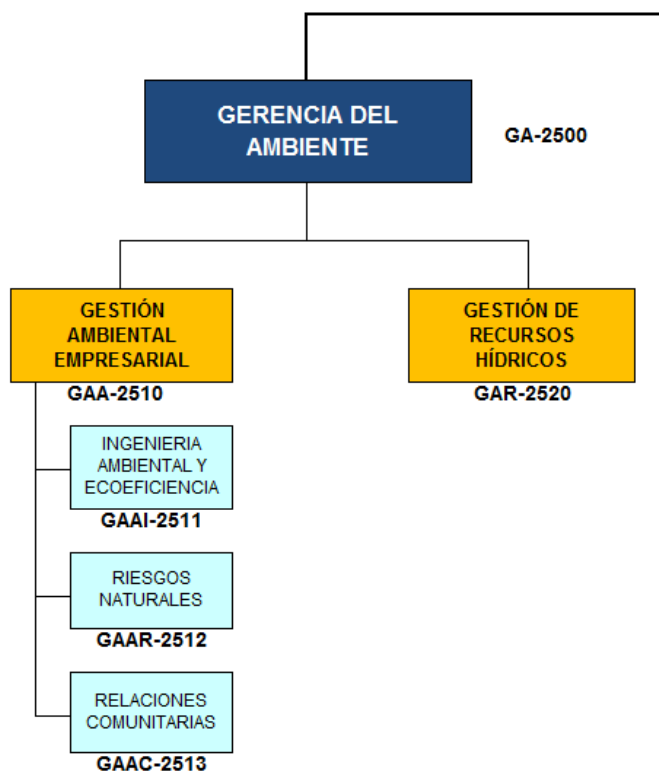 GERENCIA DEL
AMBIENTE
GA-2500
GESTIÓN
AMBIENTAL
EMPRESARIAL
GAA-2510
GESTIÓN DE
RECURSOS
HÍDRICOS
GAR-2520
INGENIERIA
AMBIENTAL Y
ECOEFICIENCIA
GAAI-2511
RIESGOS
NATURALES
GAAR-2512
RELACIONES
COMUNITARIAS
GAAC-2513